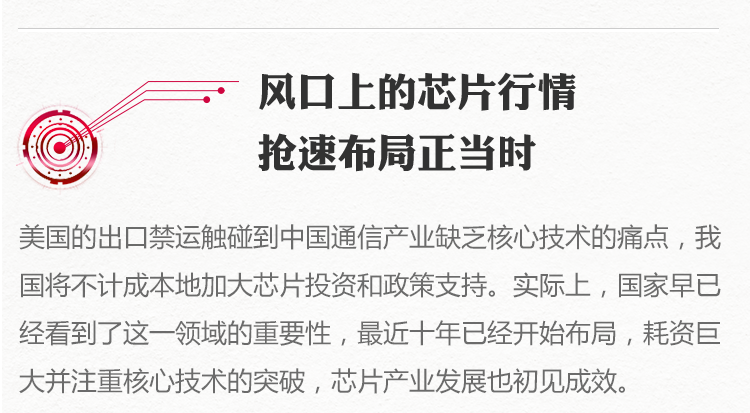 风口上的芯片行情
抢速布局正当时
美国的出口禁运触碰到中国通信产业缺乏核心技术的痛点，我
国将不计成本地加大芯片投资和政策支持。实际上，国家早已
经看到了这一领域的重要性，最近十年已经开始布局，耗资巨
大并注重核心技术的突破，芯片产业发展也初见成效。